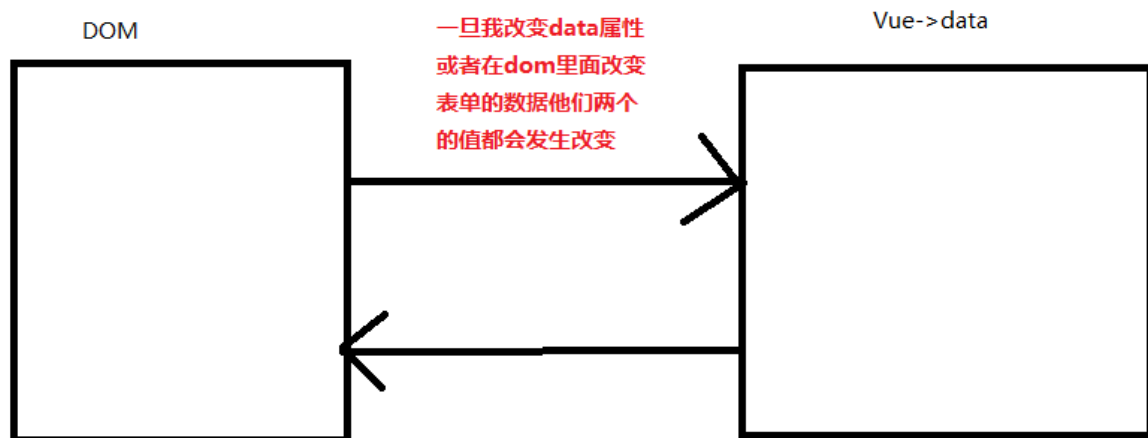 DOM
一旦我改变data属性
或者在dom里面改变
表单的数据他们两个
的值都会发生改变
Vue->data